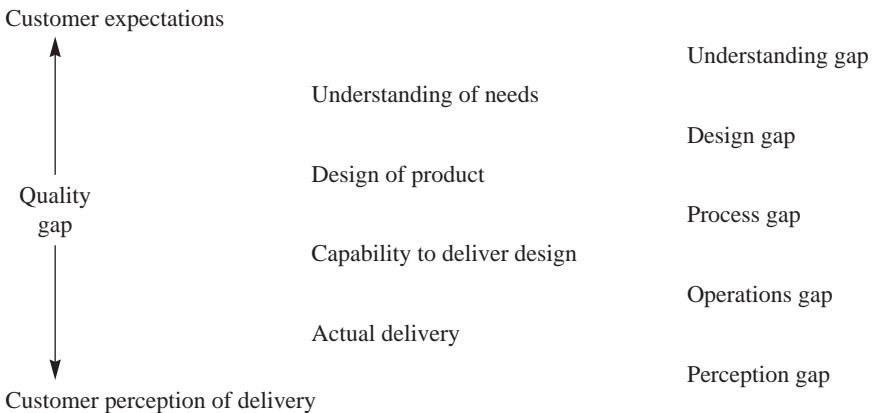 Customer expectations
Understanding gap
Understanding of needs
Design gap
Design of product
Quality
gap
Process gap
Capability to deliver design
Operations gap
Actual delivery
Perception gap
Customer perception of delivery